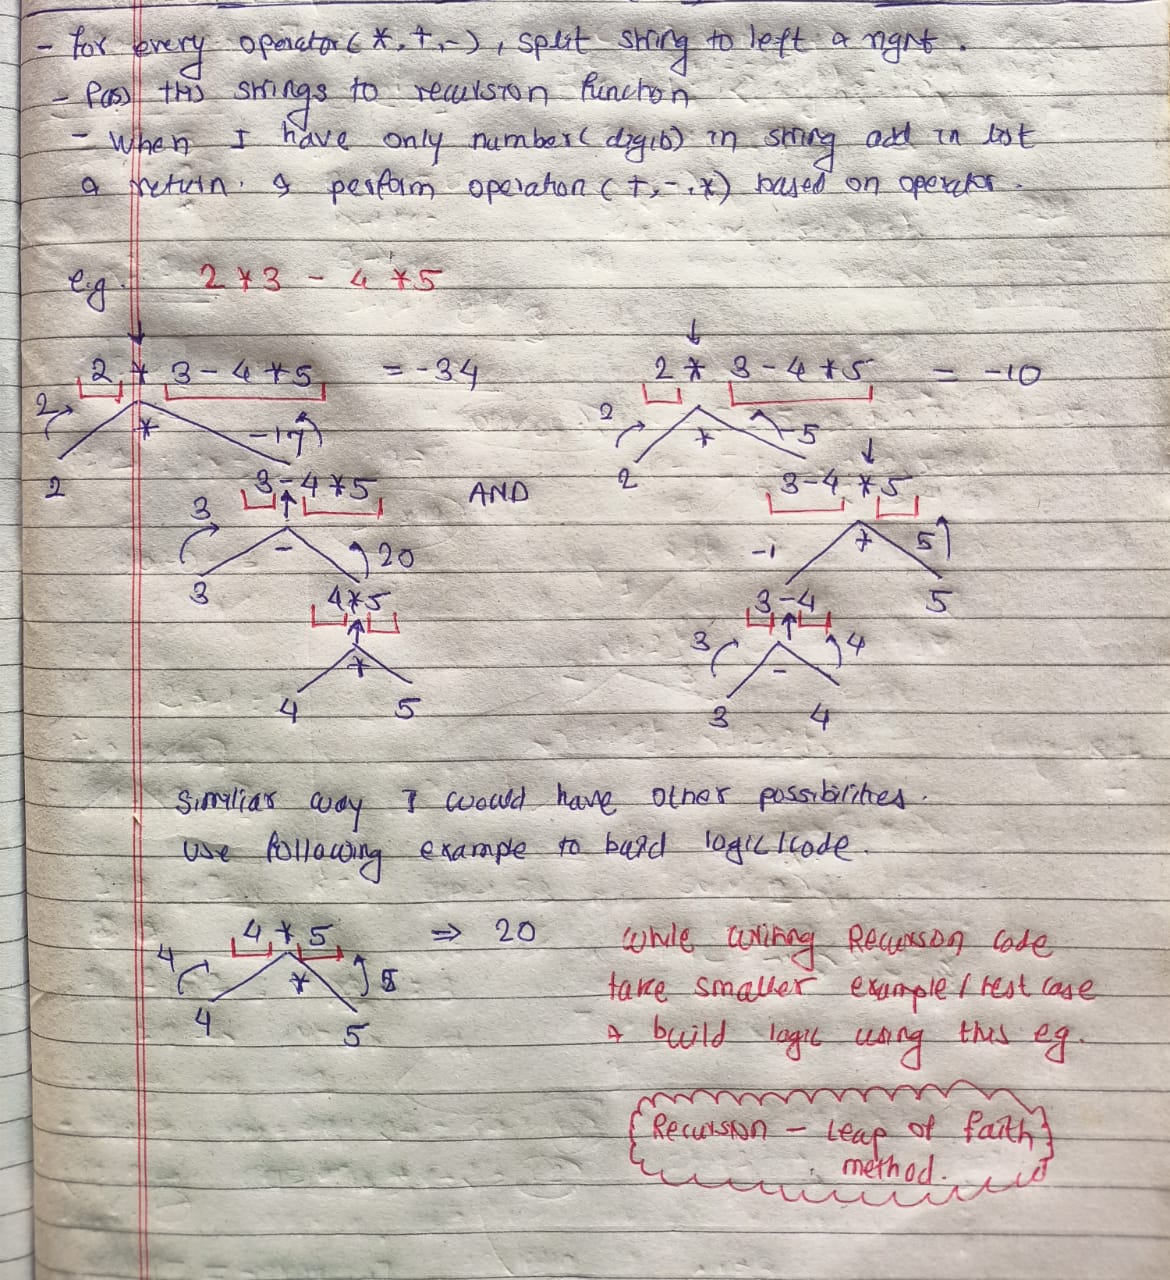 - for every operator(*,+,-), split string to left & right.
- Pass this strings to recursion function
- When I have only number(digits) in string add in list
& return. & perform operation (+,-,*) based on operator.
e.g. 2 * 3 - 4 * 5
2 * 3 - 4 * 5 = -34
2 * -17
2
3 - 4 * 5
3 - 20
3
4 * 5
*
4 5
AND
2 * 3 - 4 * 5 = -10
2 * -5
2
3 - 4 * 5
-1 * 5
3 - 4 5
3 - 4
3 4
Similiar way I would have other possibilities.
Use following example to build logic/code.
4 * 5 => 20
4 * 5
4 5
While writing Recursion code
take smaller example/test case
& build logic using this eg.
Recursion - Leap of faith
method.